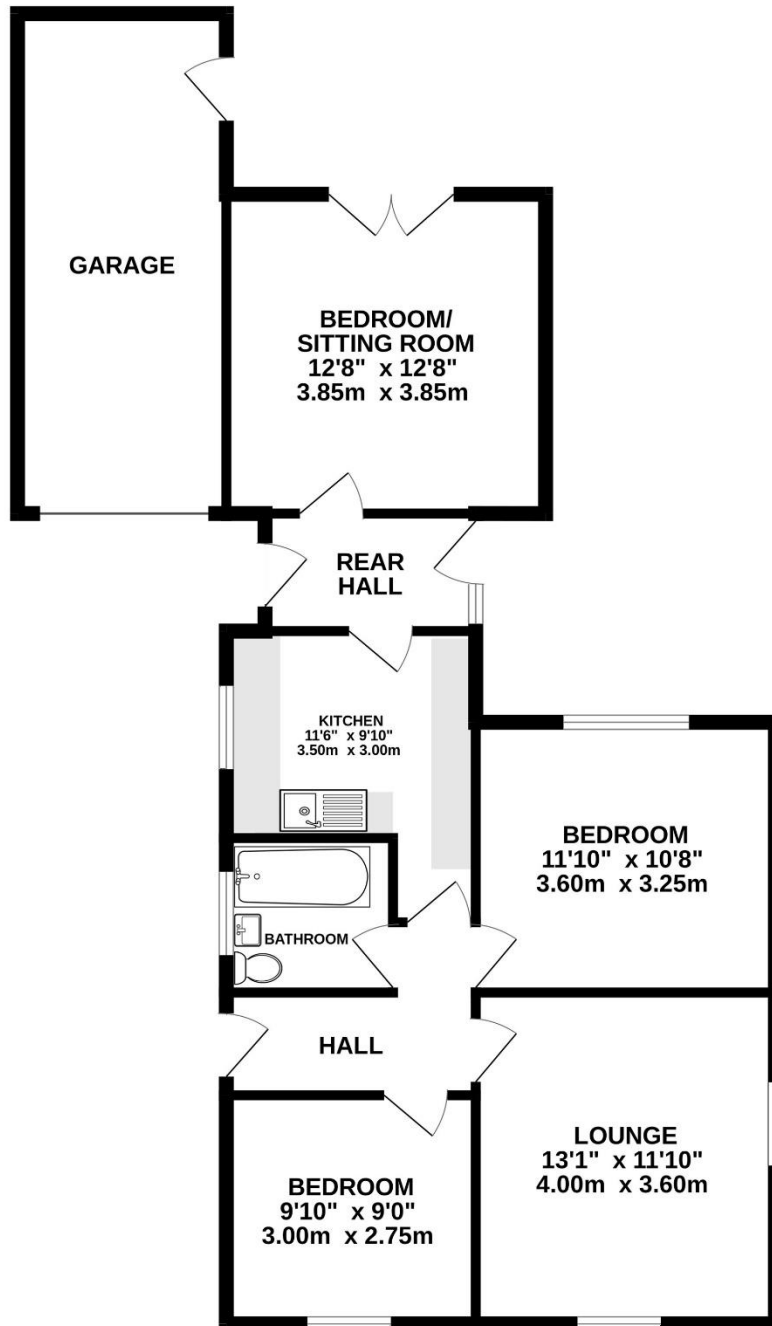 GARAGE
BEDROOM/
SITTING ROOM
12'8" x 12'8"
3.85m x 3.85m
REAR
HALL
KITCHEN
11'6" x 9'10"
3.50m x 3.00m
BEDROOM
11'10" x 10'8"
3.60m x 3.25m
BATHROOM
HALL
LOUNGE
13'1" x 11'10"
4.00m x 3.60m
BEDROOM
9'10" x 9'0"
3.00m x 2.75m